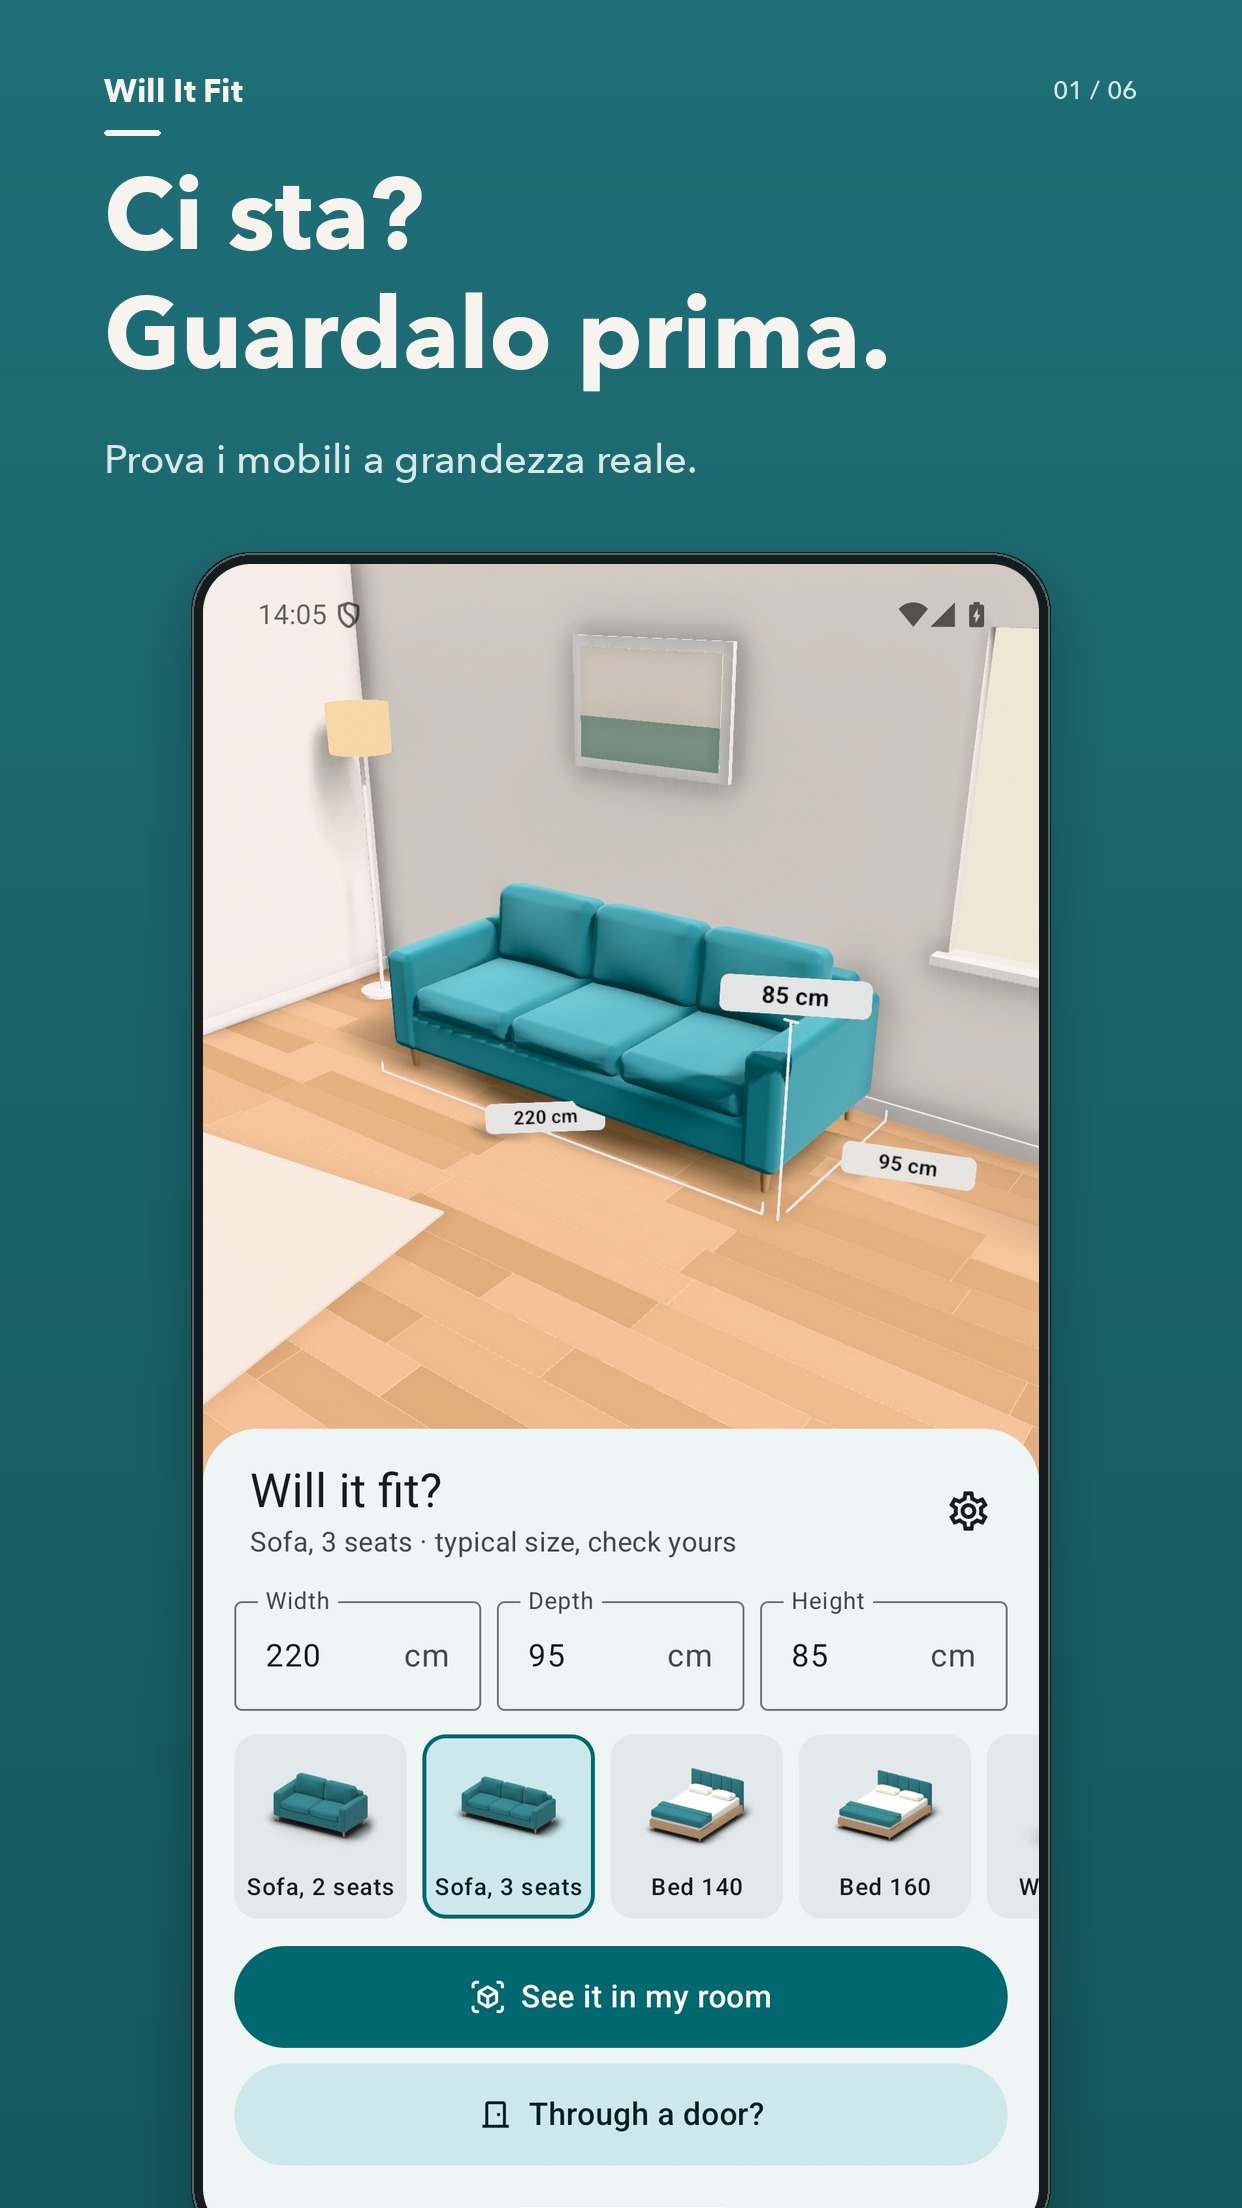 Will It Fit
01 / 06
Ci sta?
Guardalo prima.
Prova i mobili a grandezza reale.
14:05
85 cm
220 cm
95 cm
Will it fit?
Sofa, 3 seats · typical size, check yours
Width
Depth
Height
220 cm
95 cm
85 cm
Sofa, 2 seats
Sofa, 3 seats
Bed 140
Bed 160
See it in my room
Through a door?